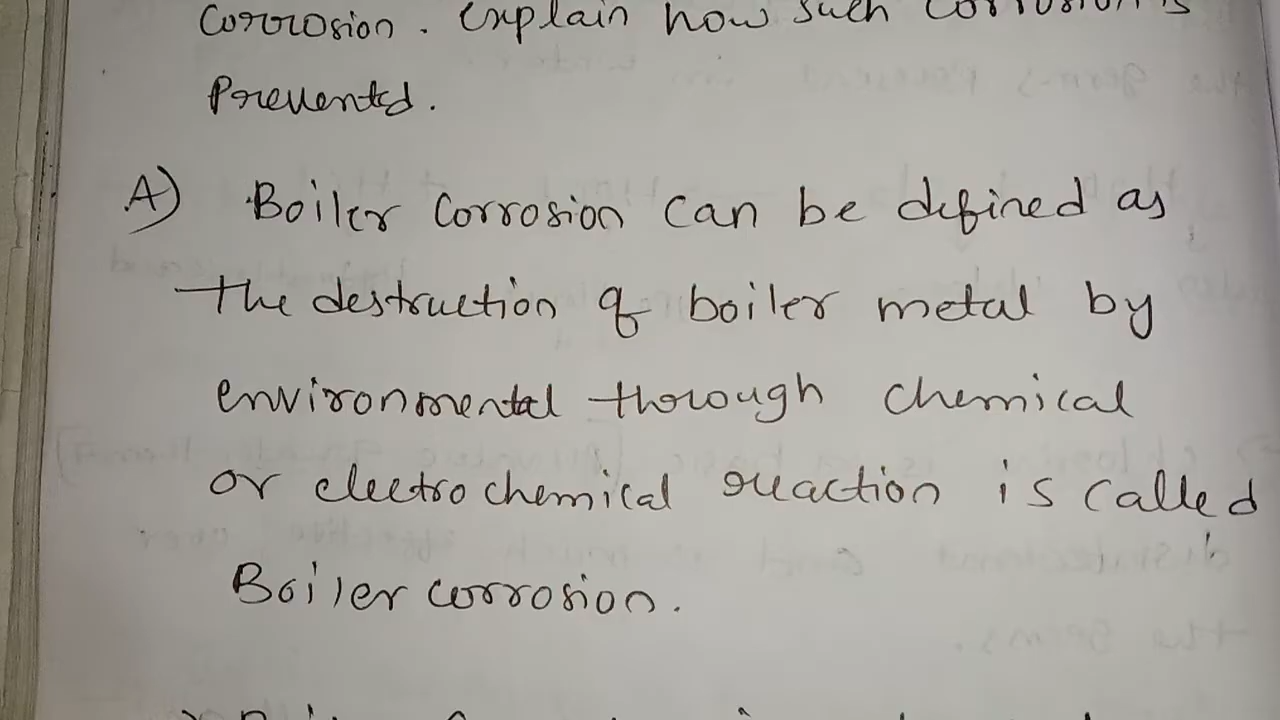 Corrosion. Explain how such corrosion is
Prevented.
A) Boiler Corrosion can be defined as
the destruction of boiler metal by
environmental through chemical
or electrochemical reaction is called
Boiler corrosion.